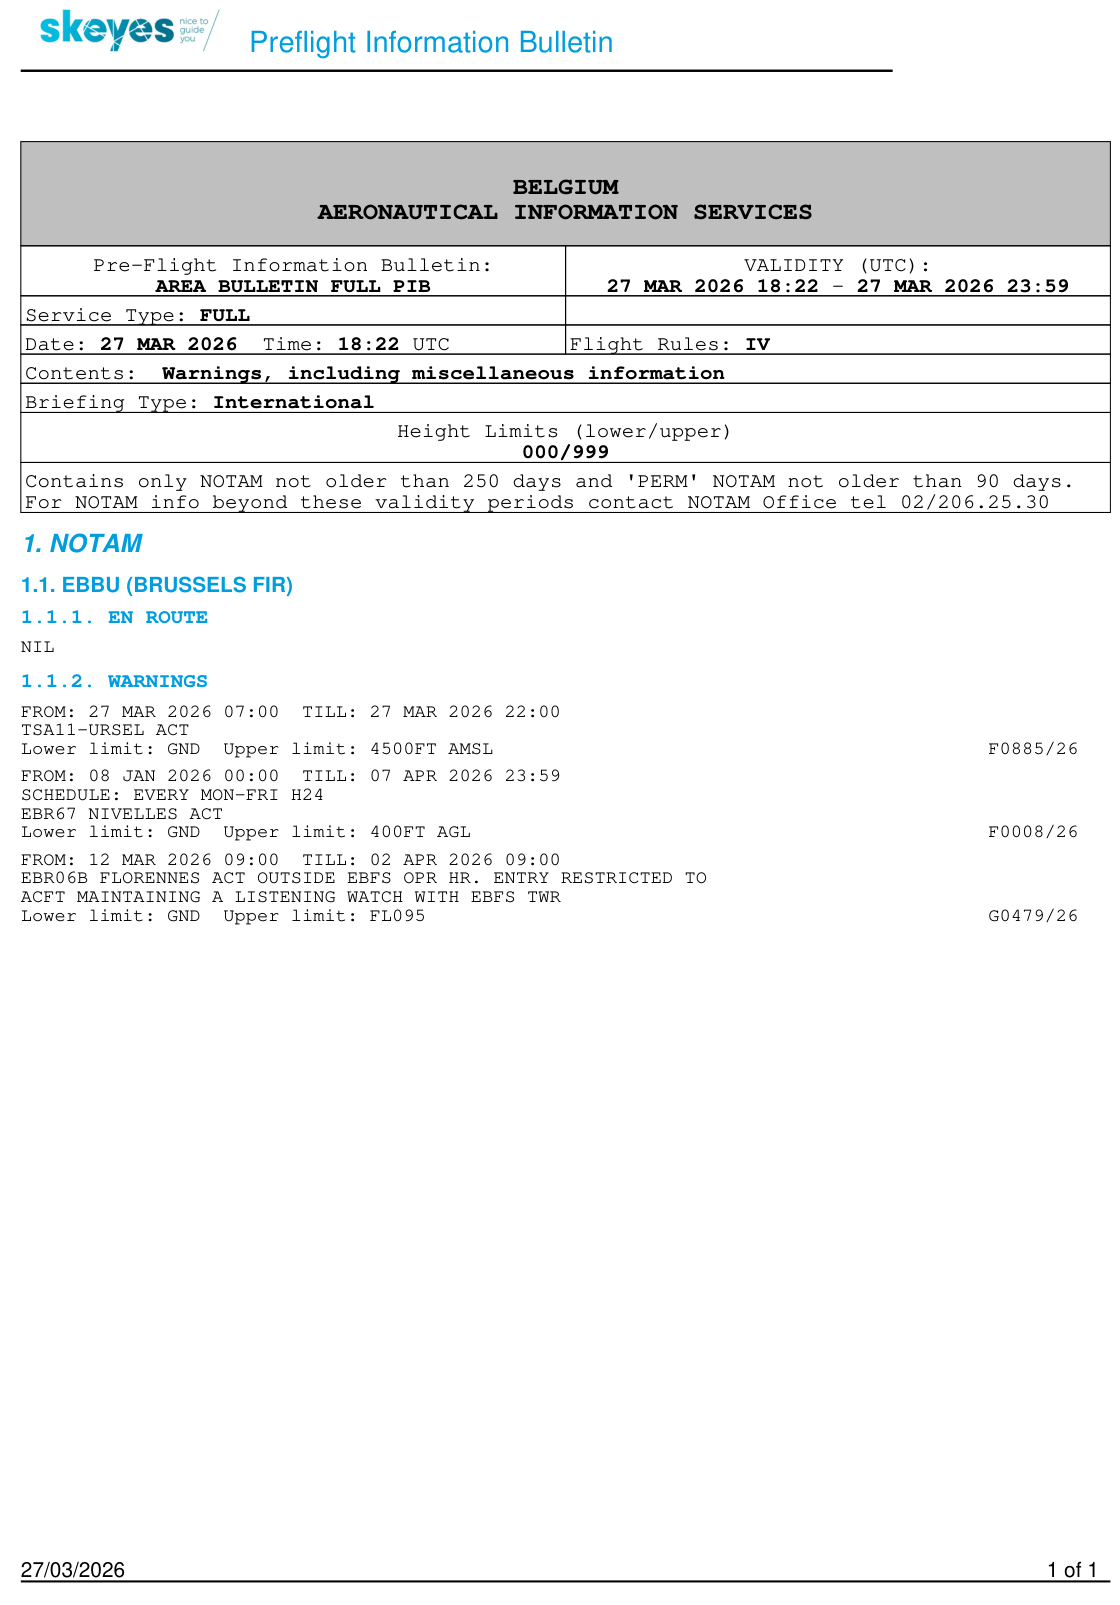 skeyes nice to guide you
Preflight Information Bulletin
BELGIUM
AERONAUTICAL INFORMATION SERVICES
Pre-Flight Information Bulletin:
AREA BULLETIN FULL PIB
VALIDITY (UTC):
27 MAR 2026 18:22 - 27 MAR 2026 23:59
Service Type: FULL
Date: 27 MAR 2026  Time: 18:22 UTC
Flight Rules: IV
Contents:  Warnings, including miscellaneous information
Briefing Type: International
Height Limits (lower/upper)
000/999
Contains only NOTAM not older than 250 days and 'PERM' NOTAM not older than 90 days.
For NOTAM info beyond these validity periods contact NOTAM Office tel 02/206.25.30
1. NOTAM
1.1. EBBU (BRUSSELS FIR)
1.1.1. EN ROUTE
NIL
1.1.2. WARNINGS
FROM: 27 MAR 2026 07:00  TILL: 27 MAR 2026 22:00
TSA11-URSEL ACT
Lower limit: GND  Upper limit: 4500FT AMSL F0885/26
FROM: 08 JAN 2026 00:00  TILL: 07 APR 2026 23:59
SCHEDULE: EVERY MON-FRI H24
EBR67 NIVELLES ACT
Lower limit: GND  Upper limit: 400FT AGL F0008/26
FROM: 12 MAR 2026 09:00  TILL: 02 APR 2026 09:00
EBR06B FLORENNES ACT OUTSIDE EBFS OPR HR. ENTRY RESTRICTED TO
ACFT MAINTAINING A LISTENING WATCH WITH EBFS TWR
Lower limit: GND  Upper limit: FL095 G0479/26
27/03/2026 1 of 1